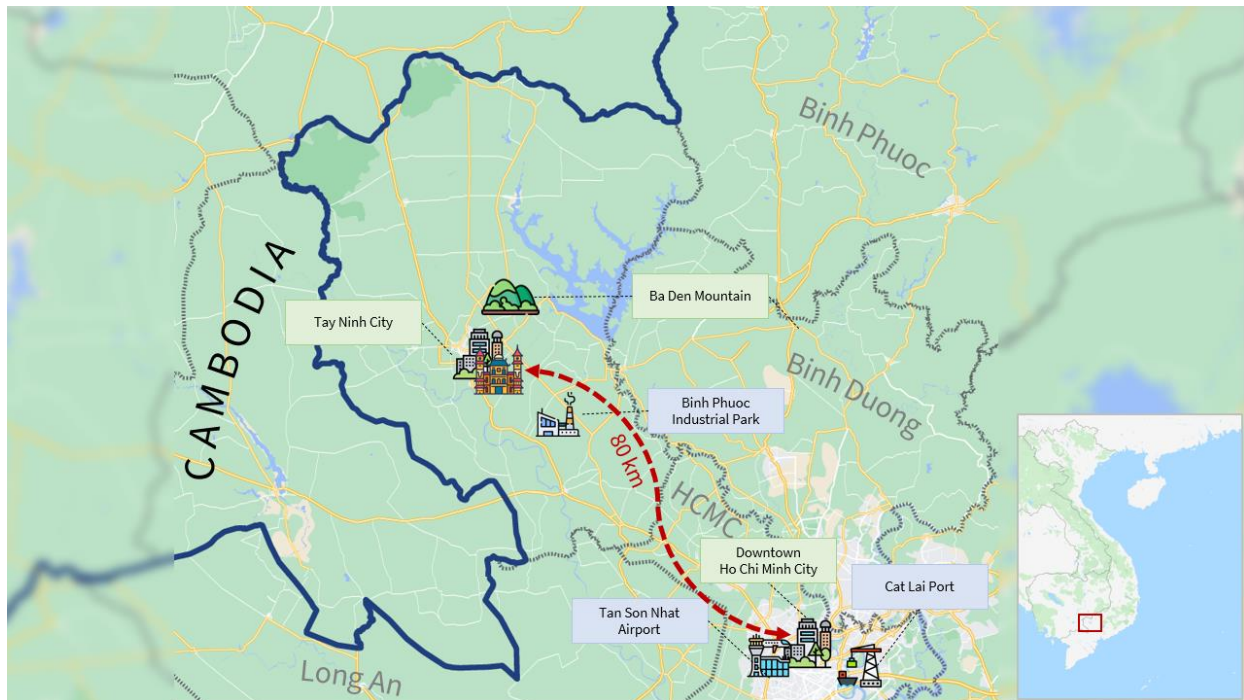 Binh Phuoc
CAMBODIA
Ba Den Mountain
Tay Ninh City
Binh Duong
Binh Phuoc
Industrial Park
80 km
HCMC
Downtown
Ho Chi Minh City
Cat Lai Port
Tan Son Nhat
Airport
Long An